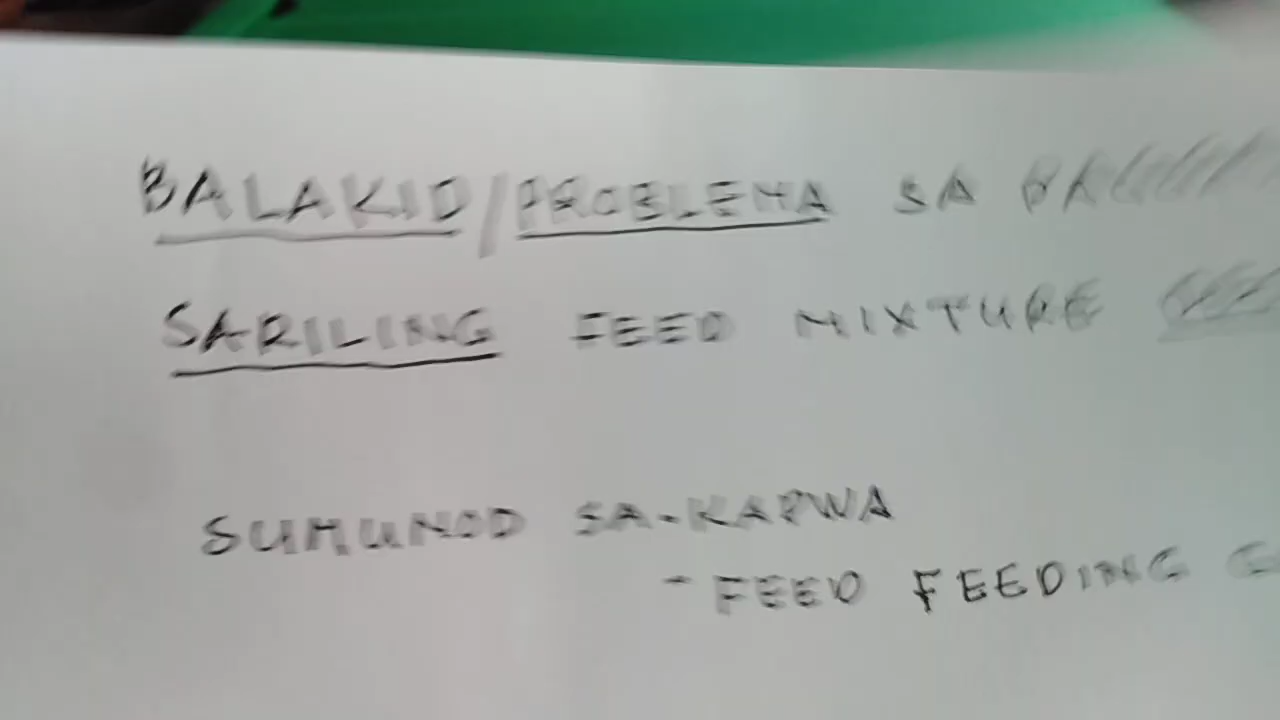 BALAKID/PROBLEMA SA
SARILING FEED MIXTURE
SUMUNOD SA-KAPWA
- FEED FEEDING